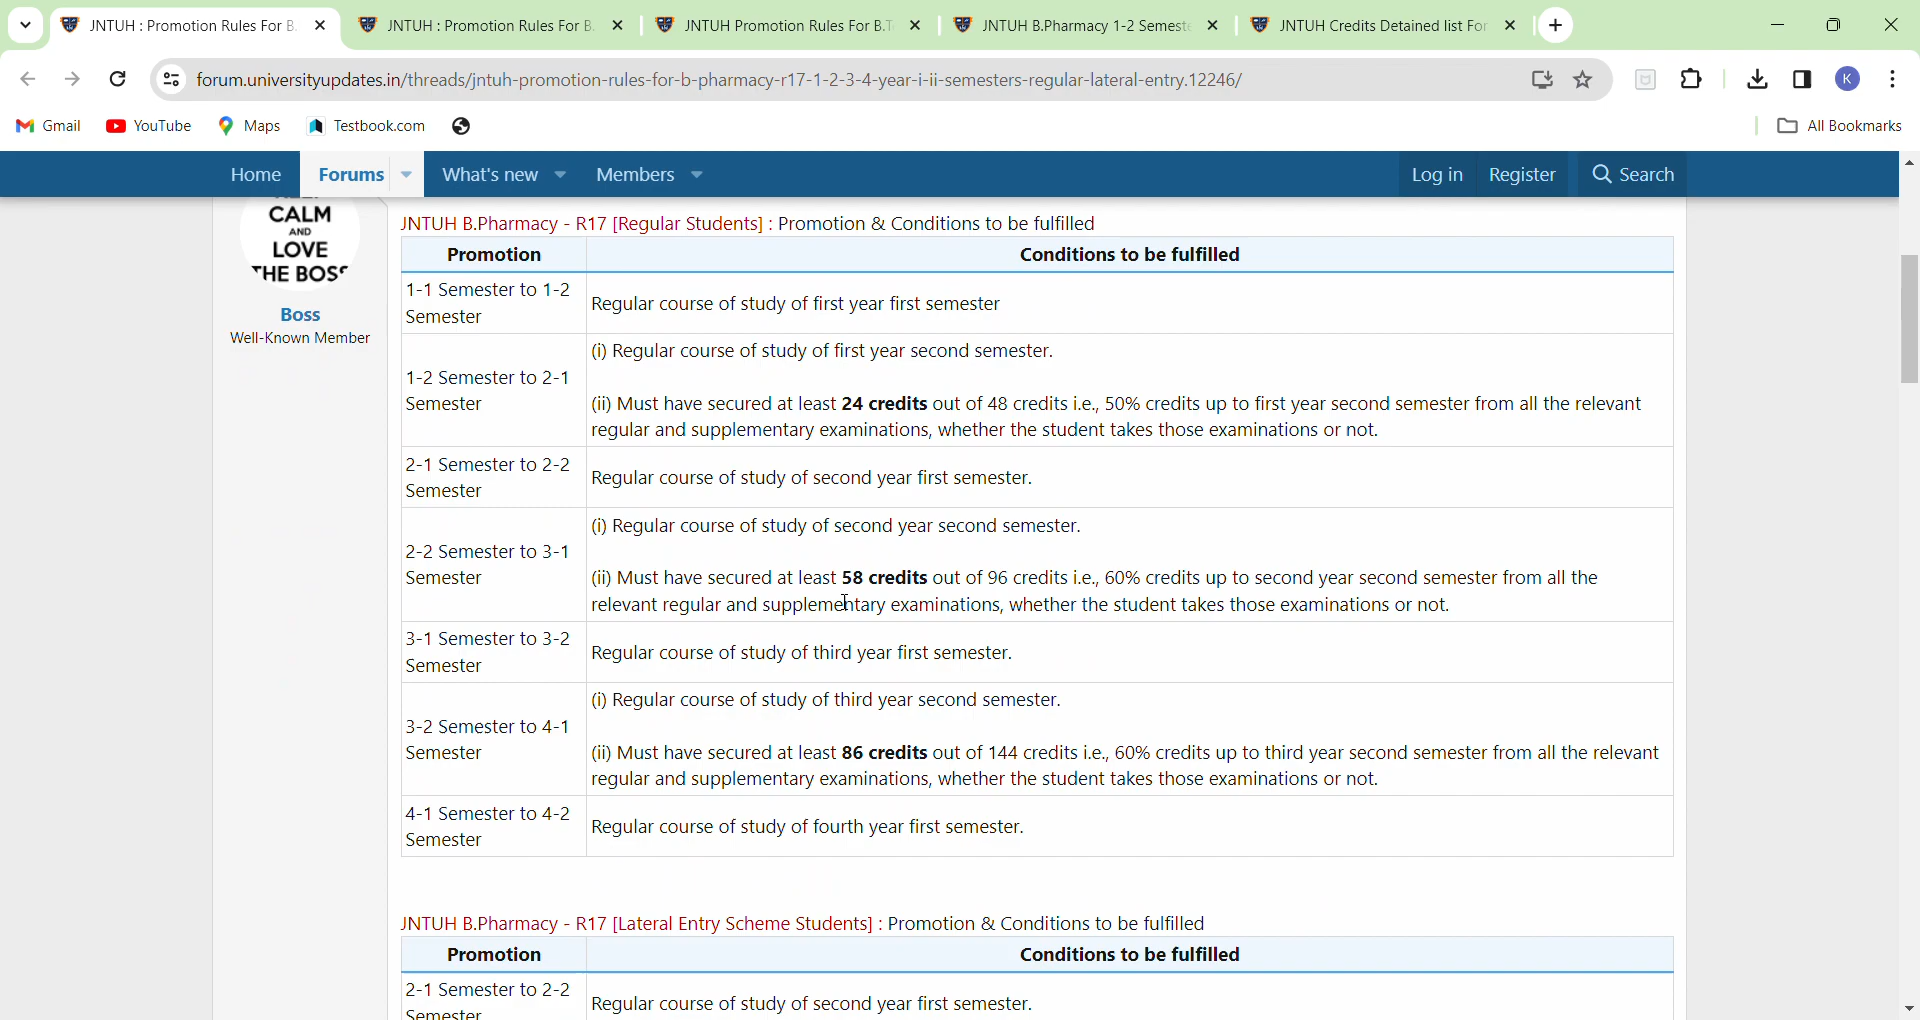 JNTUH : Promotion Rules For B.
JNTUH : Promotion Rules For B.
JNTUH Promotion Rules For B.T
JNTUH B.Pharmacy 1-2 Semeste
JNTUH Credits Detained list For
forum.universityupdates.in/threads/jntuh-promotion-rules-for-b-pharmacy-r17-1-2-3-4-year-i-ii-semesters-regular-lateral-entry.12246/
K
Gmail
YouTube
Maps
Testbook.com
All Bookmarks
Home
Forums
What's new
Members
Log in
Register
Search
CALM
AND
LOVE
THE BOSS
Boss
Well-Known Member
JNTUH B.Pharmacy - R17 [Regular Students] : Promotion & Conditions to be fulfilled
Promotion
Conditions to be fulfilled
1-1 Semester to 1-2
Semester
Regular course of study of first year first semester
1-2 Semester to 2-1
Semester
(i) Regular course of study of first year second semester.
(ii) Must have secured at least 24 credits out of 48 credits i.e., 50% credits up to first year second semester from all the relevant
regular and supplementary examinations, whether the student takes those examinations or not.
2-1 Semester to 2-2
Semester
Regular course of study of second year first semester.
2-2 Semester to 3-1
Semester
(i) Regular course of study of second year second semester.
(ii) Must have secured at least 58 credits out of 96 credits i.e., 60% credits up to second year second semester from all the
relevant regular and supplementary examinations, whether the student takes those examinations or not.
3-1 Semester to 3-2
Semester
Regular course of study of third year first semester.
3-2 Semester to 4-1
Semester
(i) Regular course of study of third year second semester.
(ii) Must have secured at least 86 credits out of 144 credits i.e., 60% credits up to third year second semester from all the relevant
regular and supplementary examinations, whether the student takes those examinations or not.
4-1 Semester to 4-2
Semester
Regular course of study of fourth year first semester.
JNTUH B.Pharmacy - R17 [Lateral Entry Scheme Students] : Promotion & Conditions to be fulfilled
Promotion
Conditions to be fulfilled
2-1 Semester to 2-2
Semester
Regular course of study of second year first semester.